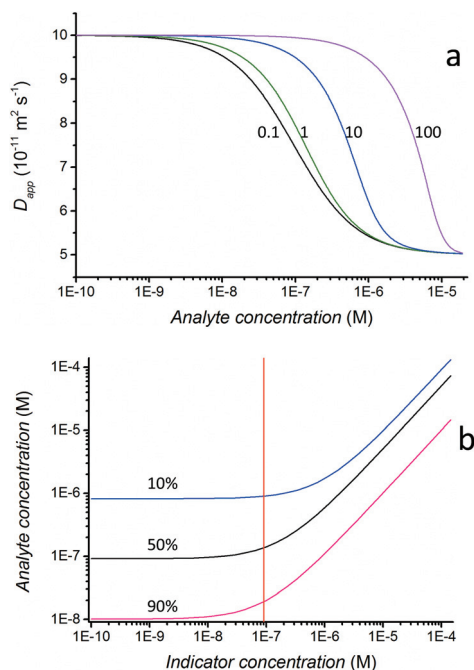 a
10
9
8
7
6
5
D_app (10⁻¹¹ m² s⁻¹)
0.1 1 10 100
1E-10 1E-9 1E-8 1E-7 1E-6 1E-5
Analyte concentration (M)
b
1E-4
1E-5
1E-6
1E-7
1E-8
Analyte concentration (M)
10%
50%
90%
1E-10 1E-9 1E-8 1E-7 1E-6 1E-5 1E-4
Indicator concentration (M)